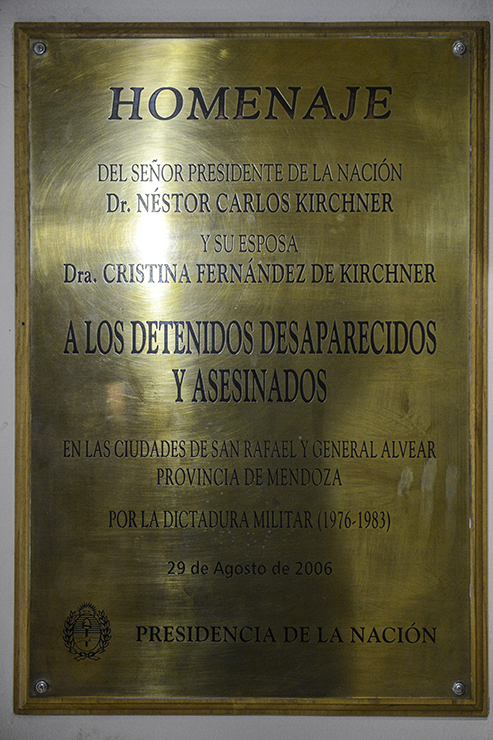 HOMENAJE
DEL SEÑOR PRESIDENTE DE LA NACIÓN
Dr. NÉSTOR CARLOS KIRCHNER
Y SU ESPOSA
Dra. CRISTINA FERNÁNDEZ DE KIRCHNER
A LOS DETENIDOS DESAPARECIDOS
Y ASESINADOS
EN LAS CIUDADES DE SAN RAFAEL Y GENERAL ALVEAR
PROVINCIA DE MENDOZA
POR LA DICTADURA MILITAR (1976-1983)
29 de Agosto de 2006
PRESIDENCIA DE LA NACIÓN